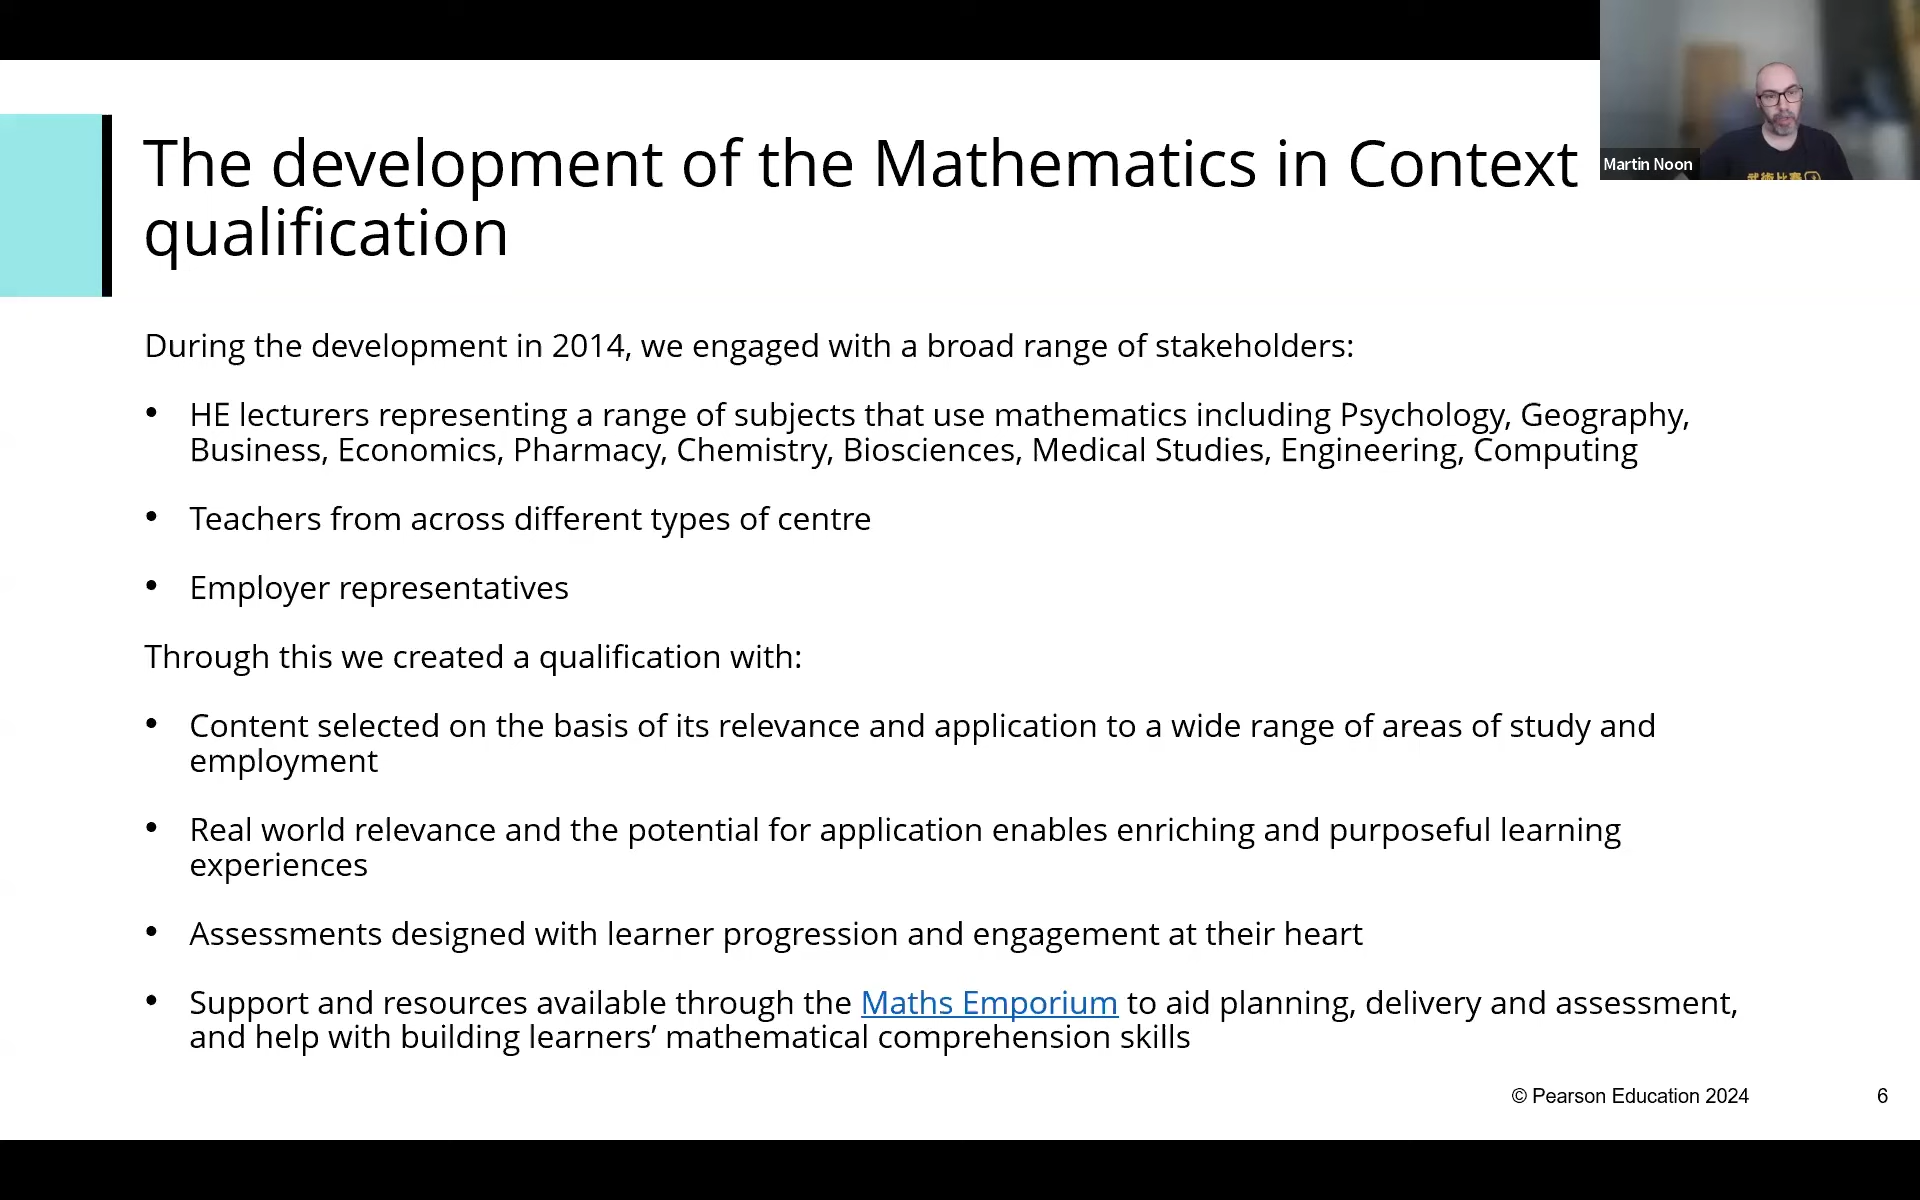 Martin Noon
The development of the Mathematics in Context
qualification
During the development in 2014, we engaged with a broad range of stakeholders:
• HE lecturers representing a range of subjects that use mathematics including Psychology, Geography,
Business, Economics, Pharmacy, Chemistry, Biosciences, Medical Studies, Engineering, Computing
• Teachers from across different types of centre
• Employer representatives
Through this we created a qualification with:
• Content selected on the basis of its relevance and application to a wide range of areas of study and
employment
• Real world relevance and the potential for application enables enriching and purposeful learning
experiences
• Assessments designed with learner progression and engagement at their heart
• Support and resources available through the Maths Emporium to aid planning, delivery and assessment,
and help with building learners’ mathematical comprehension skills
© Pearson Education 2024
6